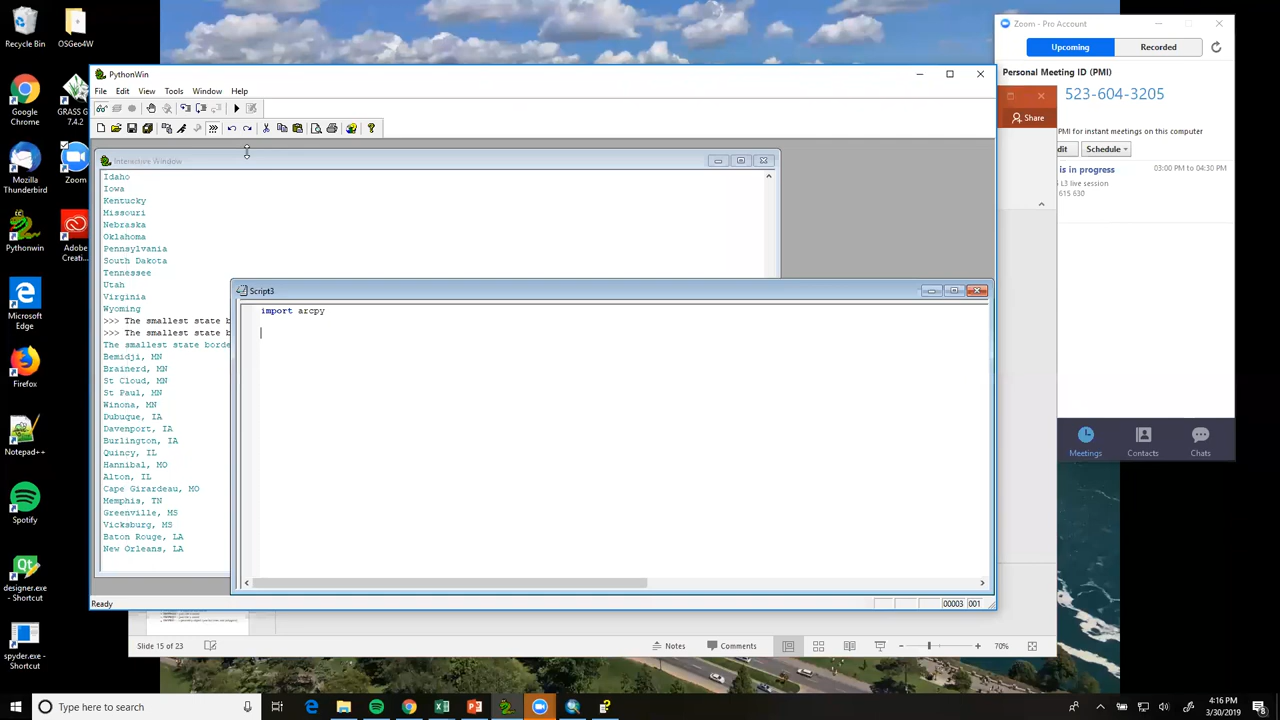 Recycle Bin
OSGeo4W
Google Chrome
GRASS G
7.4.2
Mozilla Thunderbird
Zoom
Pythonwin
Adobe
Creati...
Microsoft Edge
Firefox
Notepad++
Spotify
designer.exe - Shortcut
spyder.exe - Shortcut
PythonWin
File Edit View Tools Window Help
Interactive Window
Idaho
Iowa
Kentucky
Missouri
Nebraska
Oklahoma
Pennsylvania
South Dakota
Tennessee
Utah
Virginia
Wyoming
>>> The smallest state b
>>> The smallest state b
The smallest state borde
Bemidji, MN
Brainerd, MN
St Cloud, MN
St Paul, MN
Winona, MN
Dubuque, IA
Davenport, IA
Burlington, IA
Quincy, IL
Hannibal, MO
Alton, IL
Cape Girardeau, MO
Memphis, TN
Greenville, MS
Vicksburg, MS
Baton Rouge, LA
New Orleans, LA
Script3
import arcpy
Ready
00003 001
Zoom - Pro Account
Upcoming Recorded
Personal Meeting ID (PMI)
523-604-3205
Share
PMI for instant meetings on this computer
dit Schedule
is in progress 03:00 PM to 04:30 PM
L3 live session
615 630
Meetings Contacts Chats
Slide 15 of 23
Notes Comments
70%
Type here to search
4:16 PM
3/30/2019
8